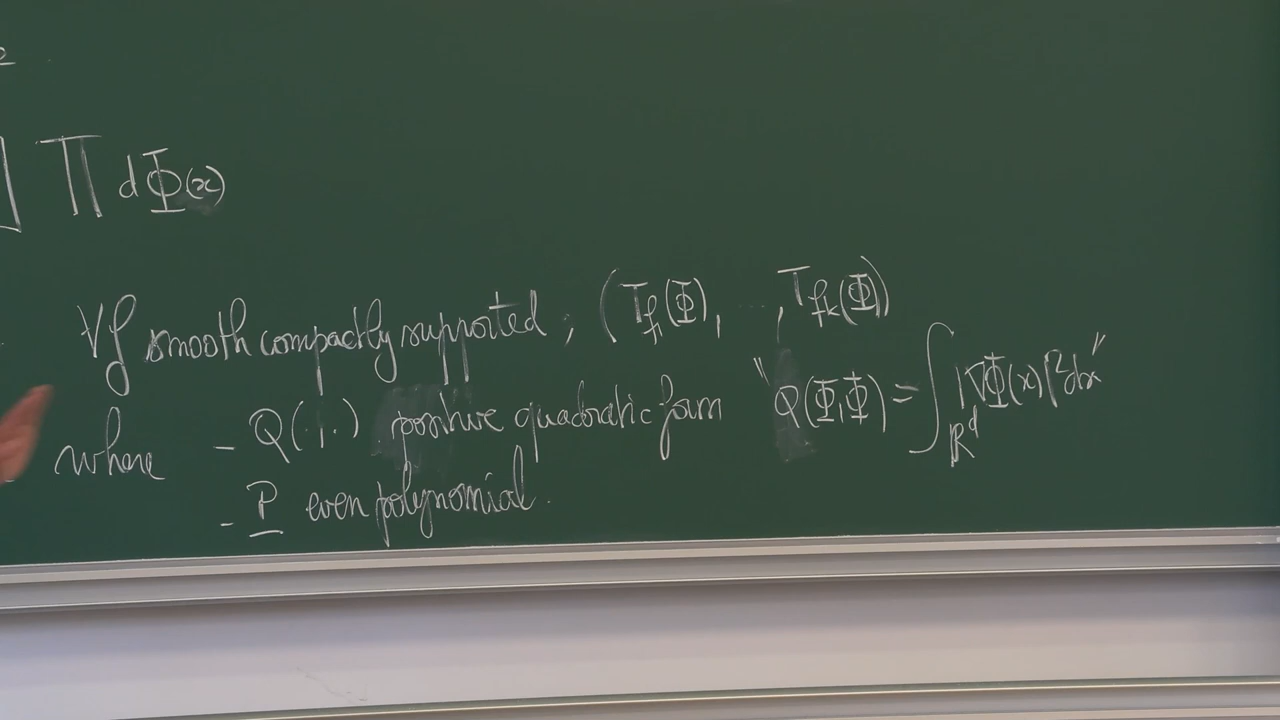 ] ∏ dΦ(x)
∀f smooth compactly supported ; (T_{f_1}(Φ), ..., T_{f_k}(Φ))
where - Q(·,·) positive quadratic form "Q(Φ,Φ) = ∫_{ℝ^d} |∇Φ(x)|² dx"
- P even polynomial.